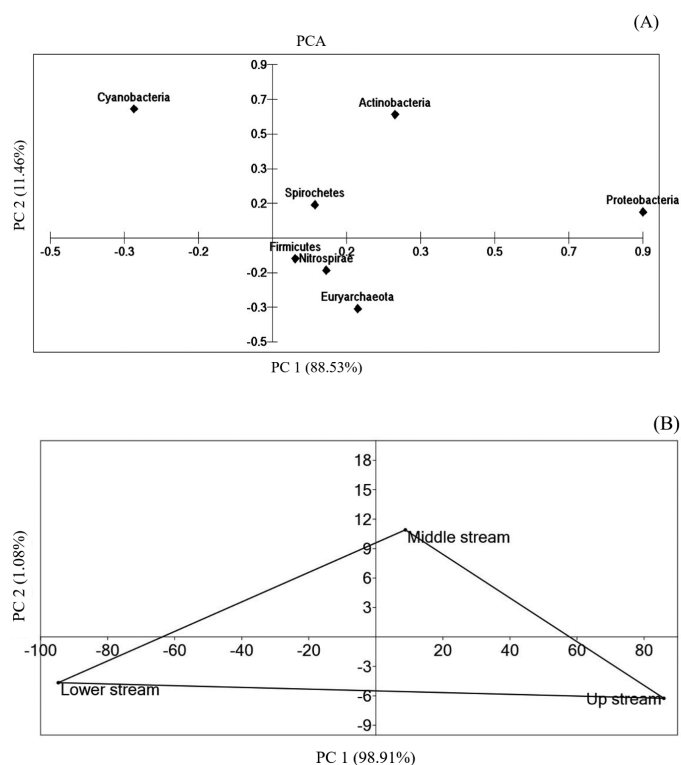 (A)
PCA
0.9
Cyanobacteria
0.7
Actinobacteria
0.5
0.3
Spirochetes
0.2
Proteobacteria
PC 2 (11.46%)
-0.5 -0.3 -0.2 0.2 0.3 0.5 0.7 0.9
Firmicutes
Nitrospirae
-0.2
Euryarchaeota
-0.3
-0.5
PC 1 (88.53%)
(B)
18
15
12
Middle stream
9
6
3
PC 2 (1.08%)
-100 -80 -60 -40 -20 20 40 60 80
-3
Lower stream
-6
Up stream
-9
PC 1 (98.91%)